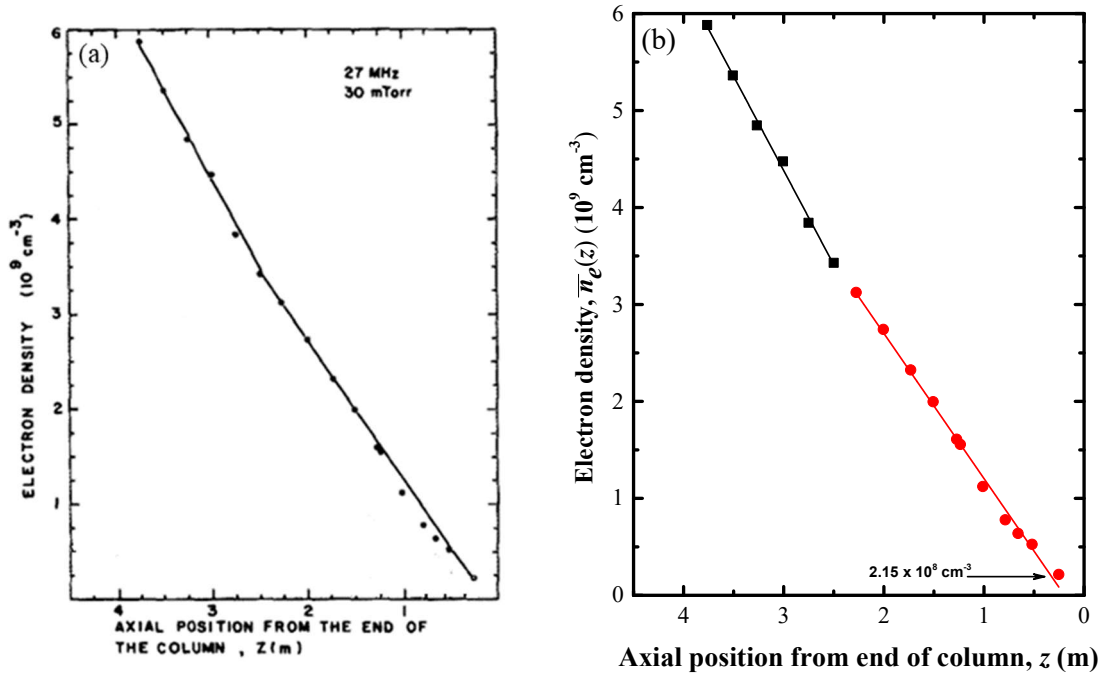 (a)
27 MHz
30 mTorr
6
5
4
3
2
1
ELECTRON DENSITY (10⁹ cm⁻³)
4 3 2 1
AXIAL POSITION FROM THE END OF
THE COLUMN , Z(m)
(b)
6
5
4
3
2
1
0
Electron density, n̅e(z) (10⁹ cm⁻³)
2.15 x 10⁸ cm⁻³
4 3 2 1 0
Axial position from end of column, z (m)